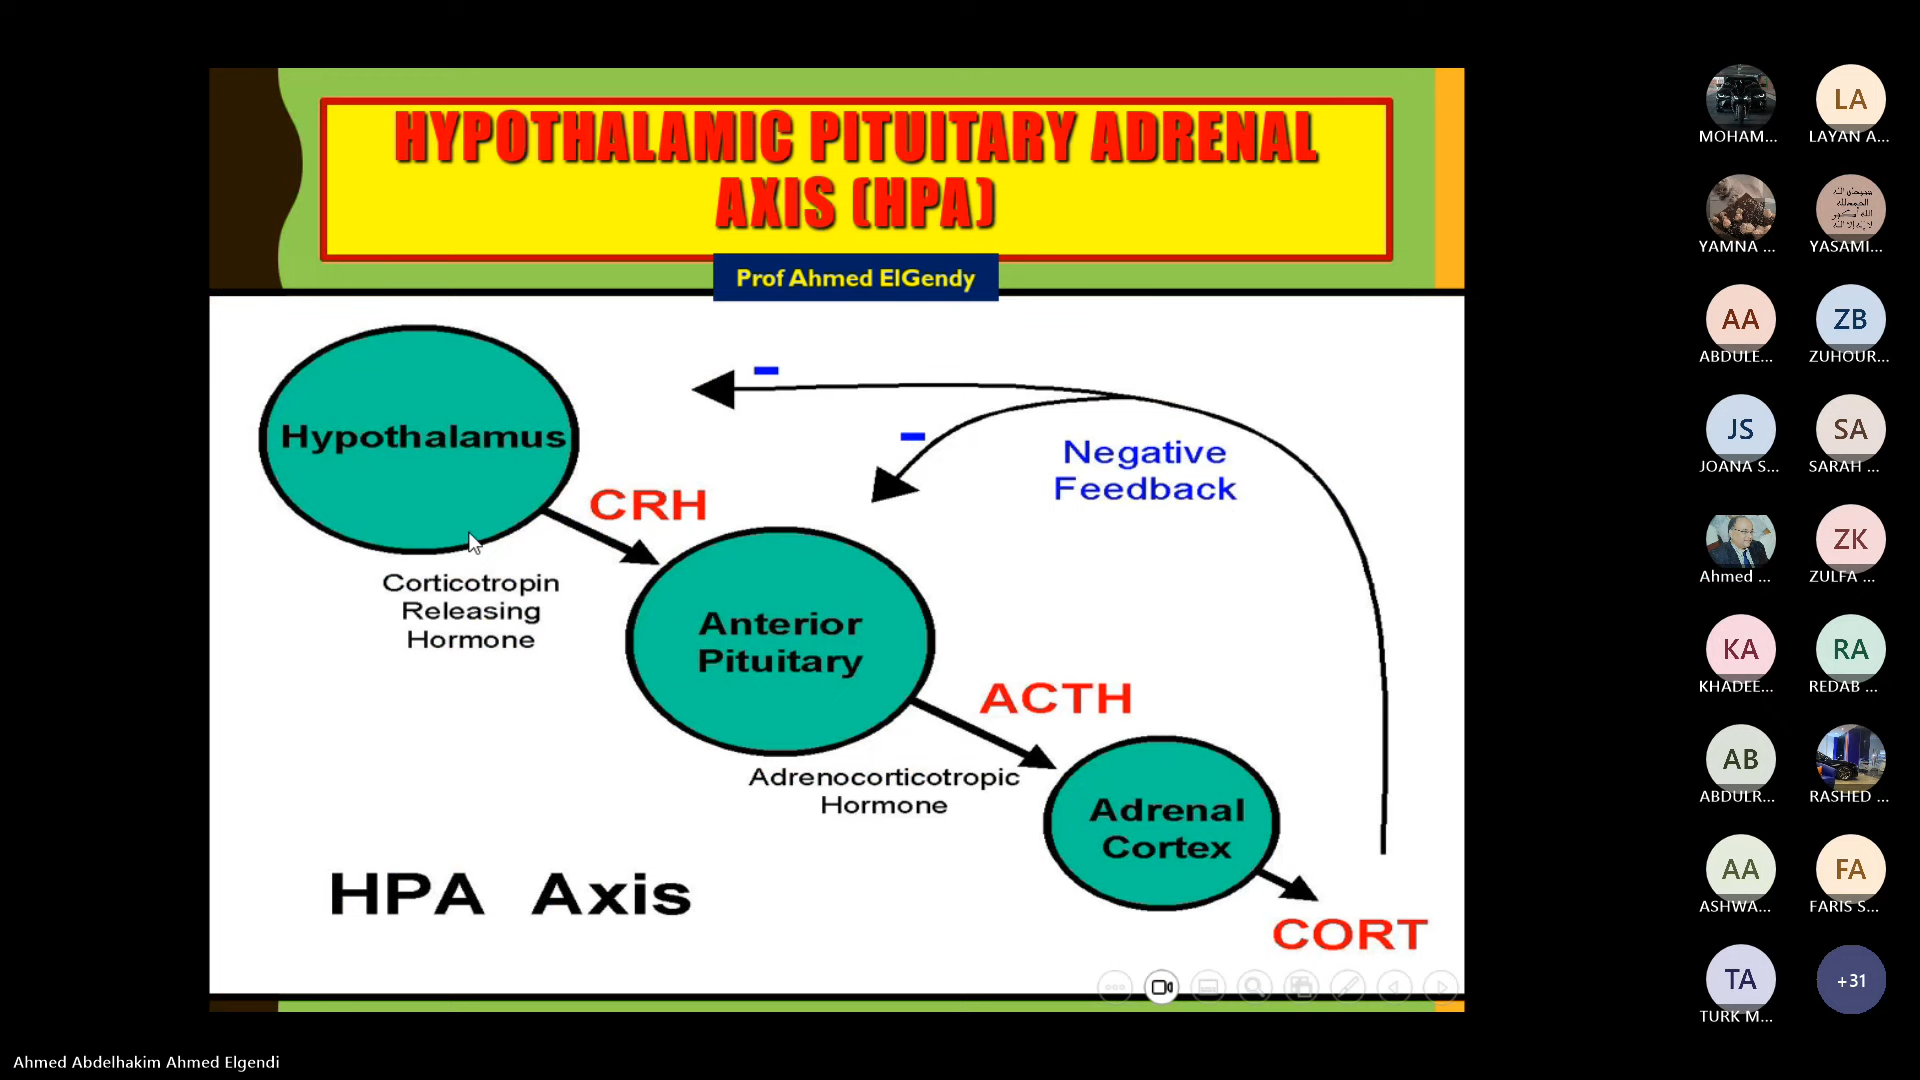 HYPOTHALAMIC PITUITARY ADRENAL
AXIS (HPA)
Prof Ahmed ElGendy
Hypothalamus
CRH
Corticotropin
Releasing
Hormone
-
-
Negative
Feedback
Anterior
Pituitary
ACTH
Adrenocorticotropic
Hormone
Adrenal
Cortex
CORT
HPA Axis
MOHAM...
LA
LAYAN A...
YAMNA ...
YASAMI...
AA
ABDULE...
ZB
ZUHOUR...
JS
JOANA S...
SA
SARAH ...
Ahmed ...
ZK
ZULFA ...
KA
KHADEE...
RA
REDAB ...
AB
ABDULR...
RASHED ...
AA
ASHWA...
FA
FARIS S...
TA
TURK M...
+31
Ahmed Abdelhakim Ahmed Elgendi